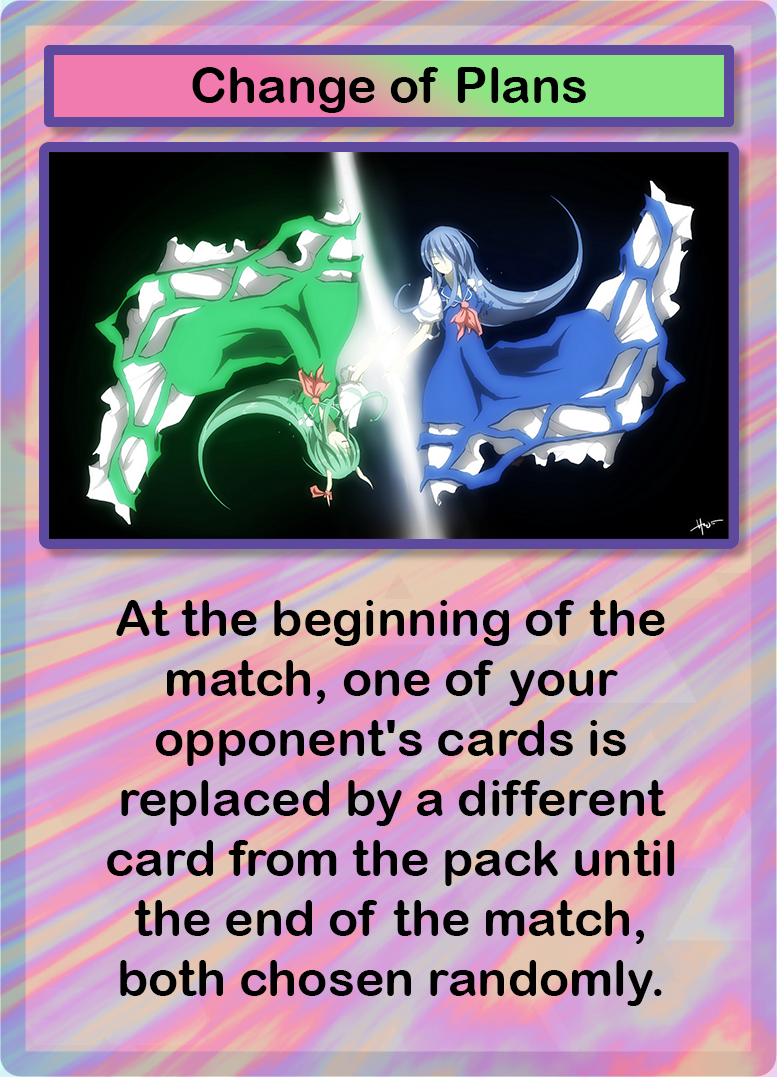 Change of Plans
At the beginning of the
match, one of your
opponent's cards is
replaced by a different
card from the pack until
the end of the match,
both chosen randomly.